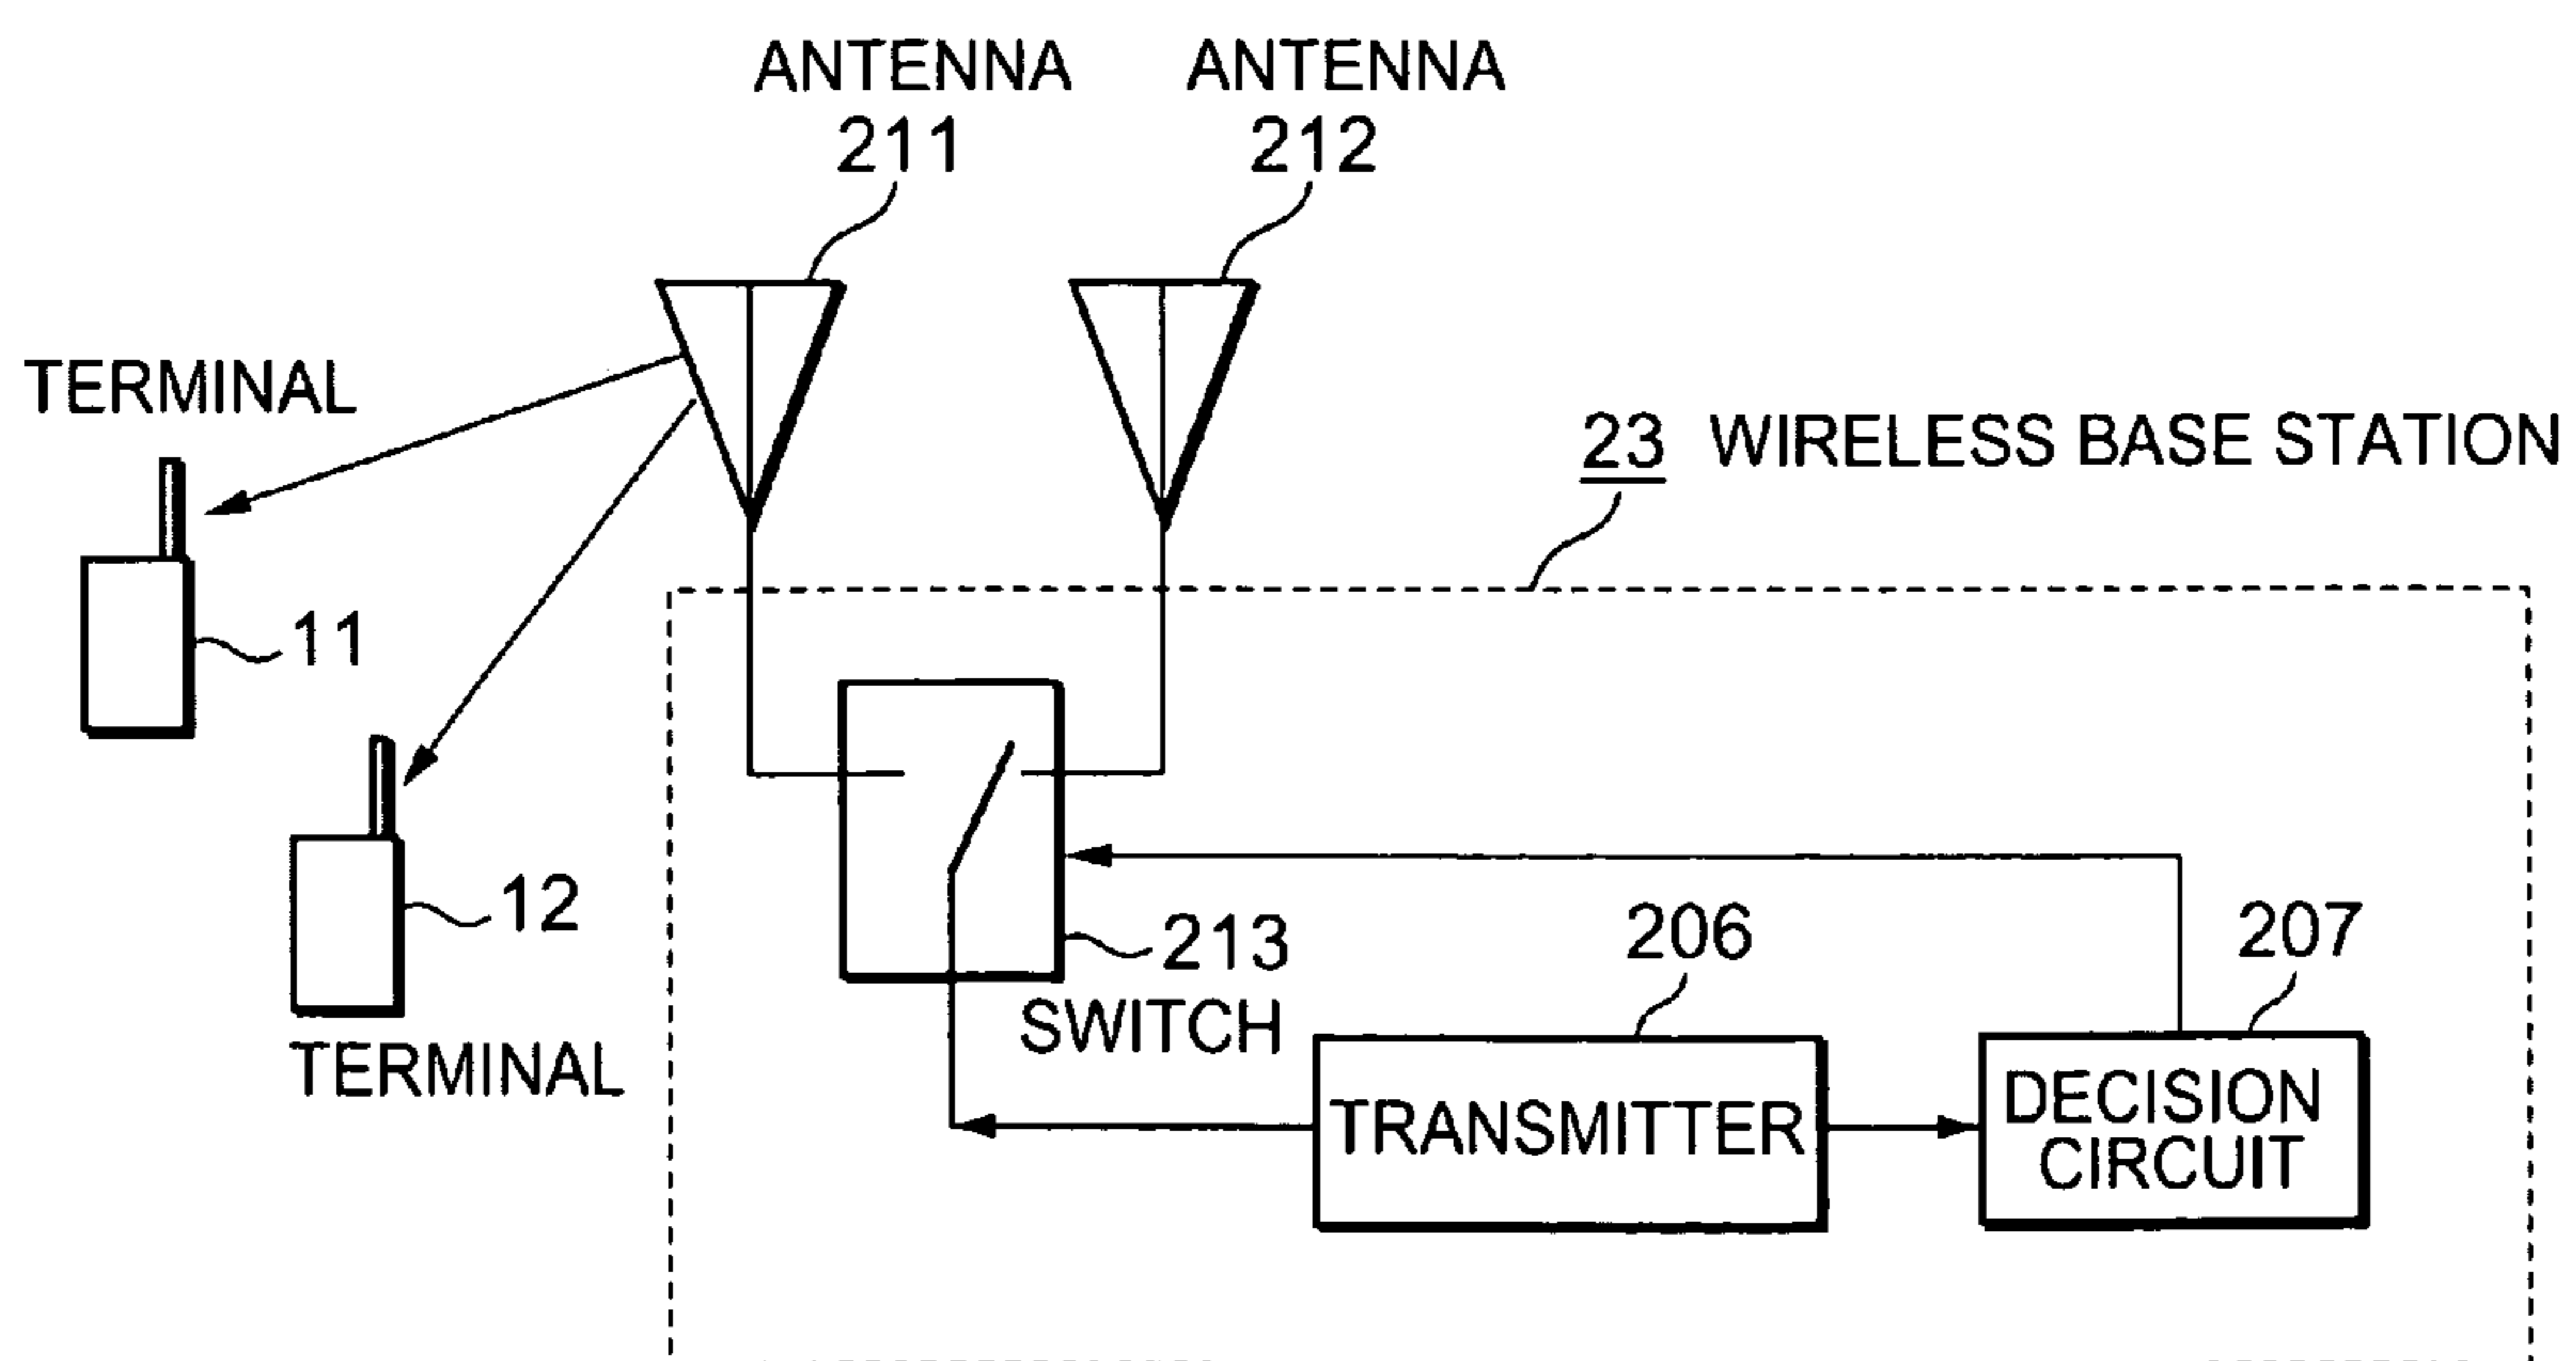 ANTENNA
211
ANTENNA
212
TERMINAL
23 WIRELESS BASE STATION
11
12
TERMINAL
213
SWITCH
206
207
TRANSMITTER
DECISION
CIRCUIT